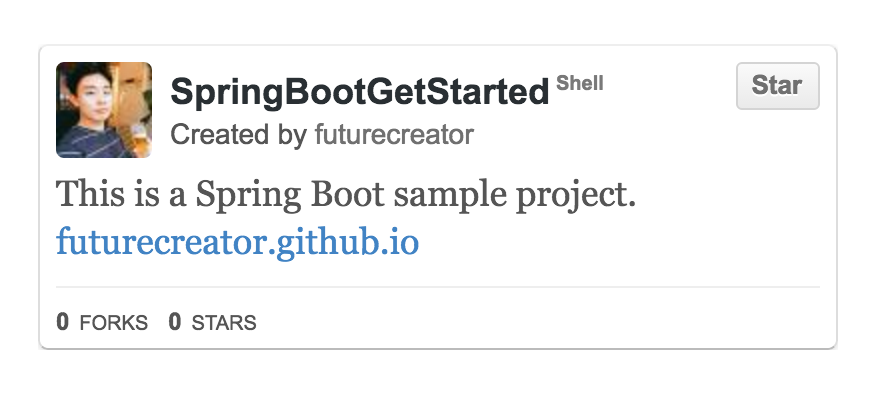 SpringBootGetStarted Shell
Star
Created by futurecreator
This is a Spring Boot sample project.
futurecreator.github.io
0 FORKS 0 STARS